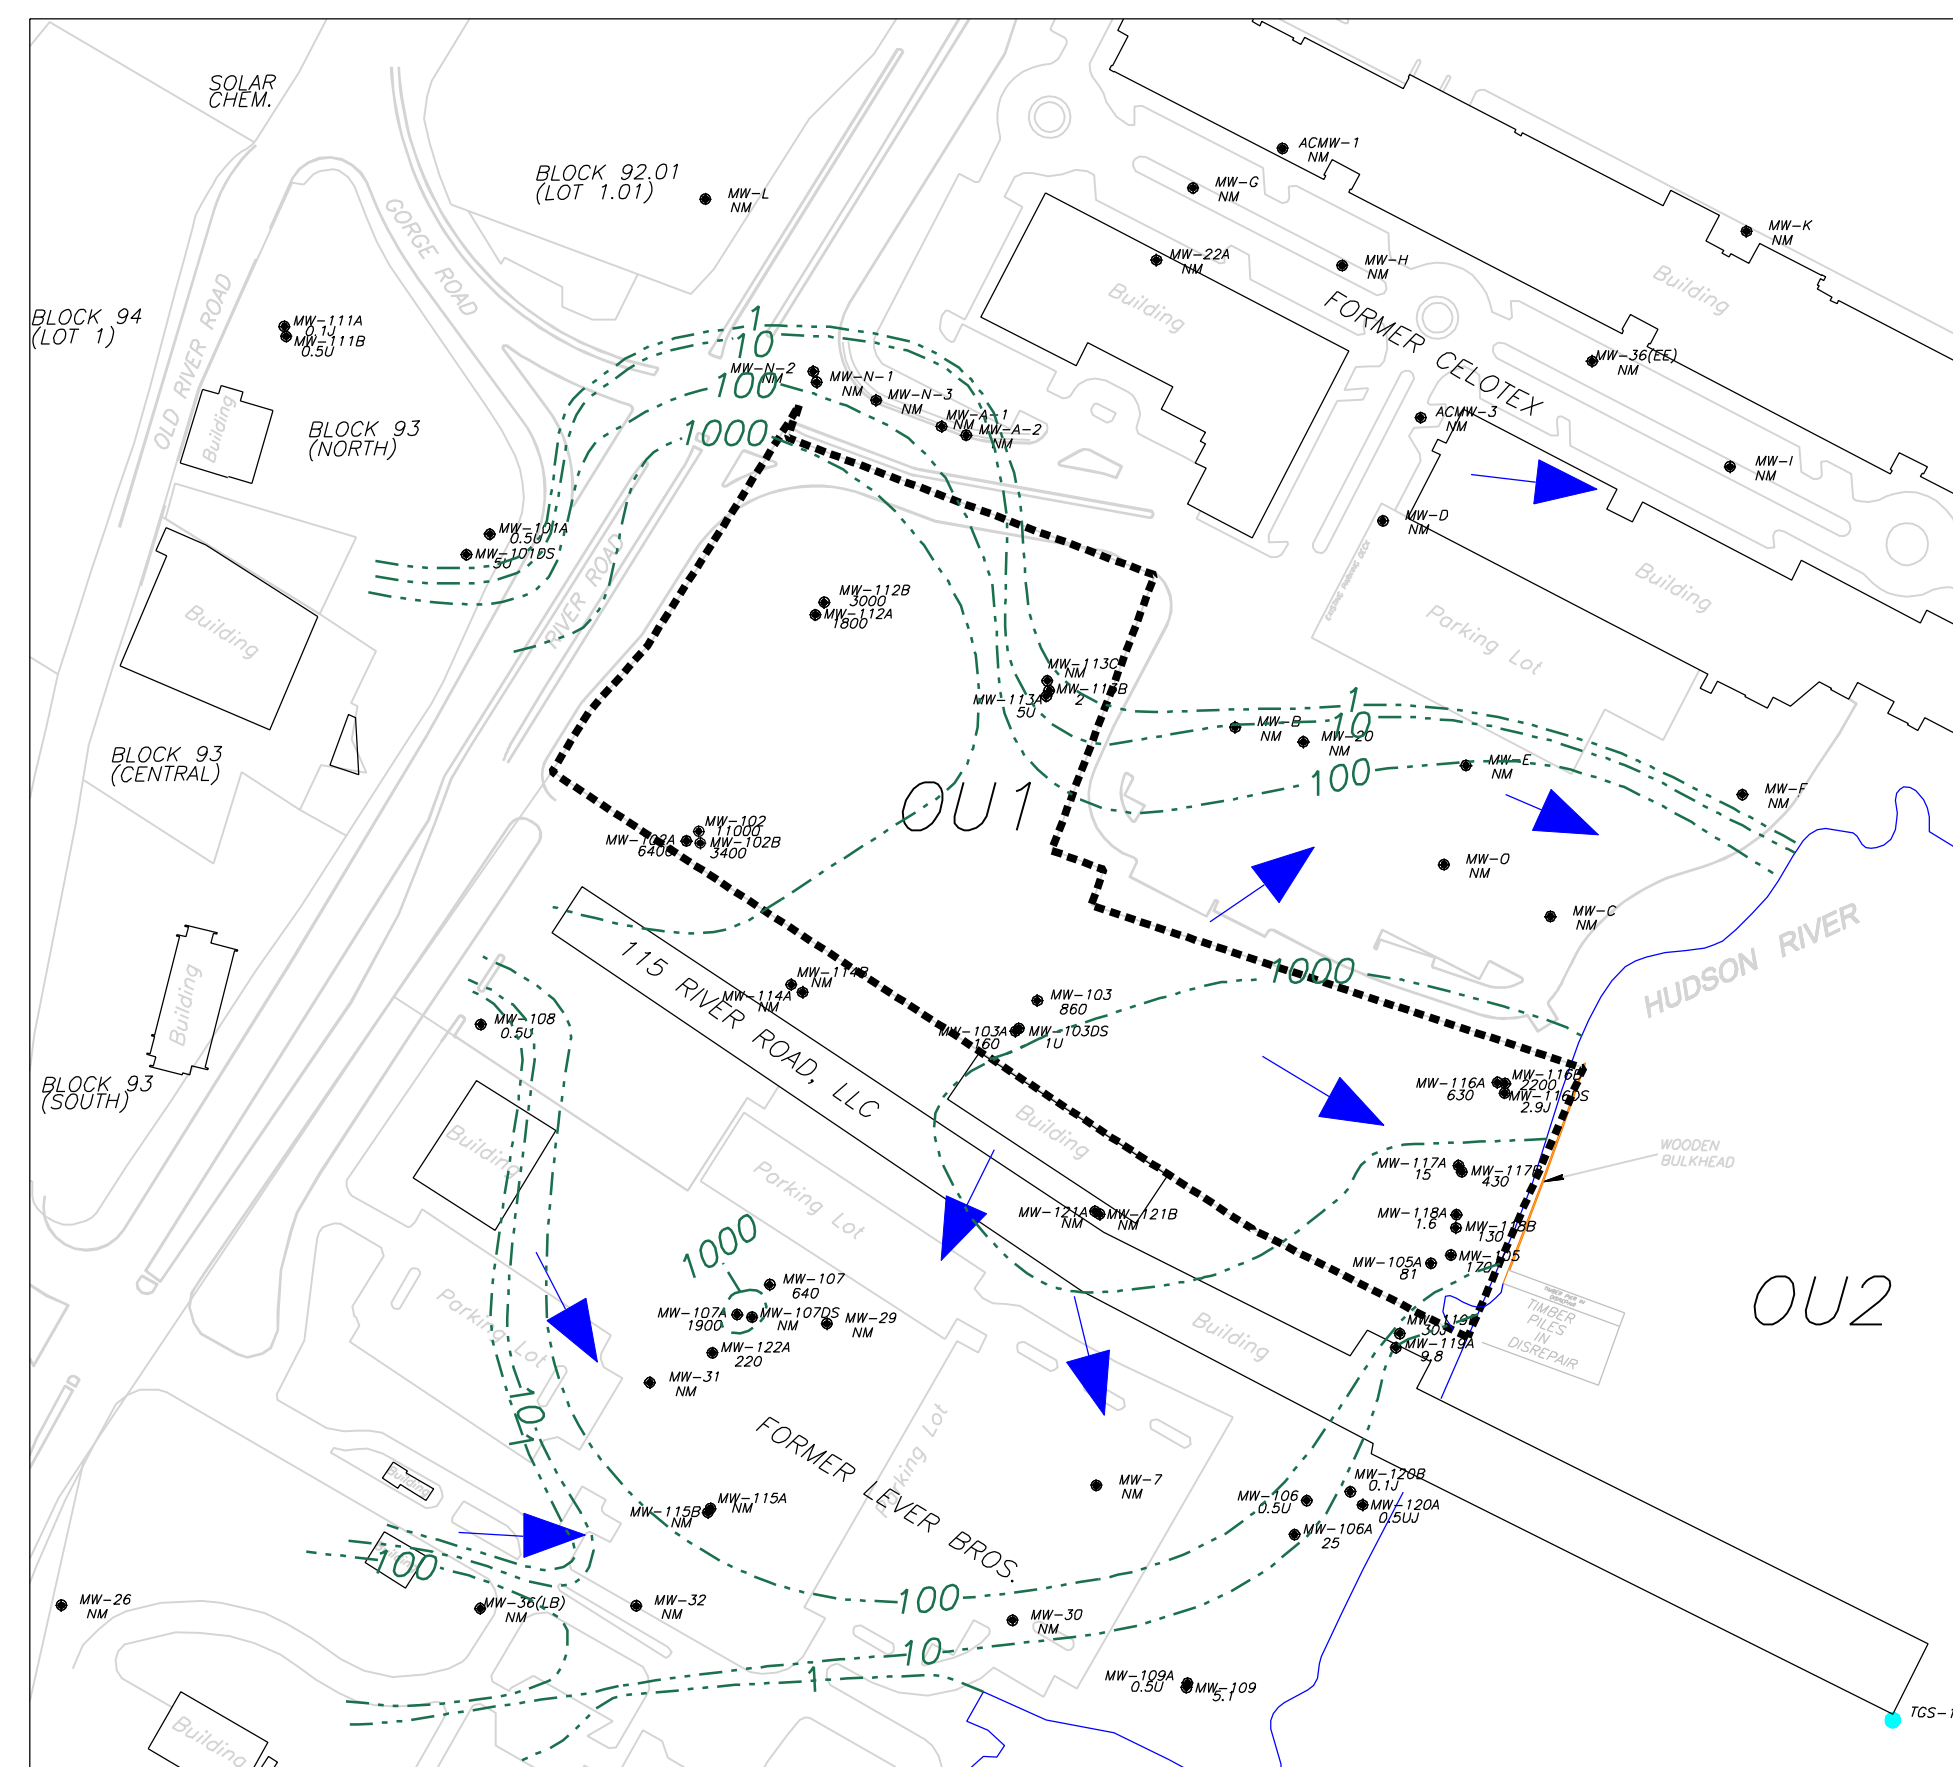 SOLAR
CHEM.
BLOCK 92.01
(LOT 1.01)
MW-L
NM
ACMW-1
NM
MW-G
NM
MW-K
NM
MW-22A
NM
MW-H
NM
Building
Building
GORGE ROAD
OLD RIVER ROAD
BLOCK 94
(LOT 1)
MW-111A
0.1J
MW-111B
0.5U
FORMER CELOTEX
MW-36(EE)
NM
1
10
100
1000
MW-N-2
NM
MW-N-1
NM
MW-N-3
NM
MW-A-1
NM
MW-A-2
NM
ACMW-3
NM
MW-I
NM
MW-D
NM
Building
BLOCK 93
(NORTH)
MW-101A
0.5U
MW-101DS
5U
RIVER ROAD
EXISTING PARKING DECK
Building
Parking Lot
MW-112B
3000
MW-112A
1800
Building
MW-113C
NM
MW-113B
2
MW-113A
5U
1
10
100
MW-B
NM
MW-20
NM
MW-E
NM
MW-F
NM
BLOCK 93
(CENTRAL)
OU1
MW-102
11000
MW-102A
6400
MW-102B
3400
MW-O
NM
MW-C
NM
HUDSON RIVER
1000
115 RIVER ROAD, LLC
MW-114B
NM
MW-114A
NM
MW-103
860
MW-103A
160
MW-103DS
1U
Building
MW-108
0.5U
BLOCK 93
(SOUTH)
MW-116A
630
MW-116B
2200
MW-116DS
2.9J
WOODEN
BULKHEAD
Building
Building
Parking Lot
MW-117A
15
MW-117B
430
MW-118A
1.6
MW-118B
130
MW-121A
NM
MW-121B
NM
MW-105
170
MW-105A
81
1000
MW-107
640
MW-107A
1900
MW-107DS
NM
MW-29
NM
MW-122A
220
MW-31
NM
Parking Lot
Building
TIMBER
PILES
IN
DISREPAIR
OU2
MW-119A
9.8
10
1
Parking Lot
FORMER LEVER BROS.
MW-7
NM
MW-115A
NM
MW-115B
NM
MW-106
0.5U
MW-120B
0.1J
MW-120A
0.5UJ
MW-106A
25
Building
100
MW-26
NM
MW-36(LB)
NM
MW-32
NM
100
MW-30
NM
10
1
MW-109A
0.5U
MW-109
5.1
Building
TGS-1